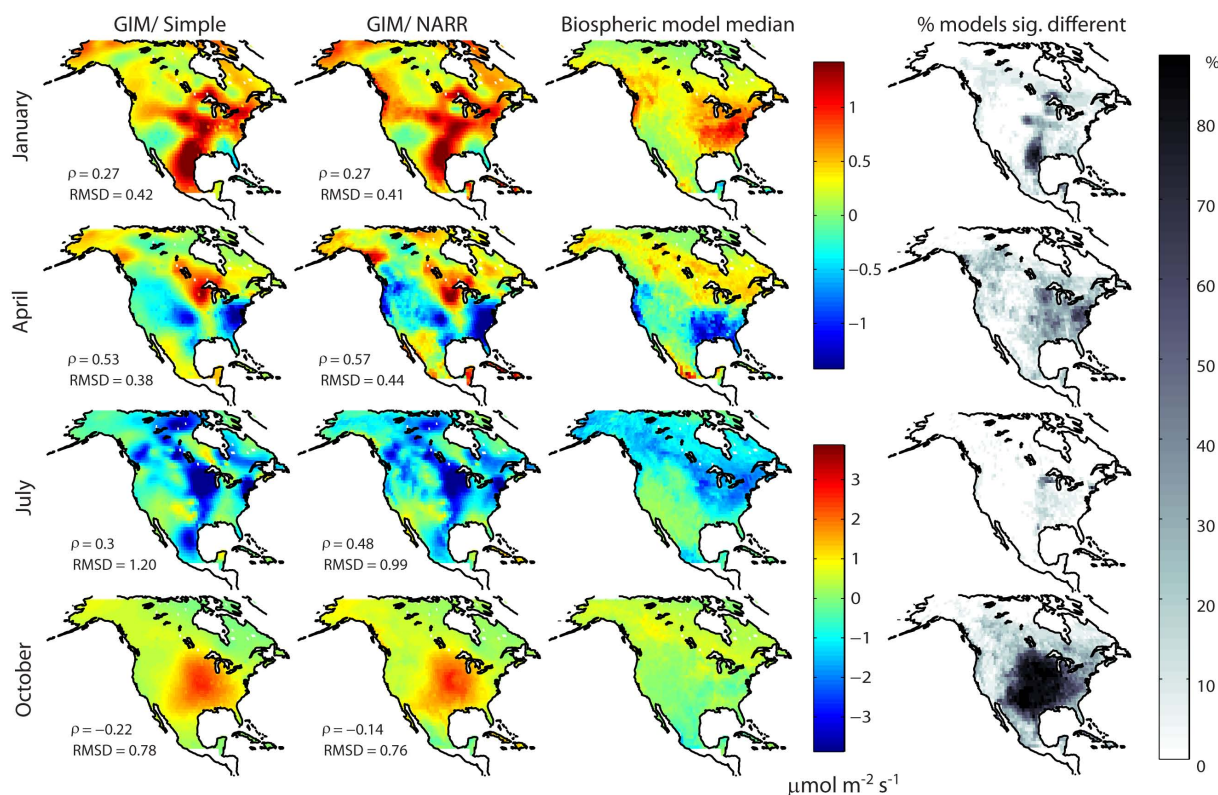 GIM/ Simple
GIM/ NARR
Biospheric model median
% models sig. different
January
ρ = 0.27
RMSD = 0.42
ρ = 0.27
RMSD = 0.41
1
0.5
0
−0.5
−1
April
ρ = 0.53
RMSD = 0.38
ρ = 0.57
RMSD = 0.44
July
ρ = 0.3
RMSD = 1.20
ρ = 0.48
RMSD = 0.99
3
2
1
0
−1
−2
−3
October
ρ = −0.22
RMSD = 0.78
ρ = −0.14
RMSD = 0.76
μmol m⁻² s⁻¹
%
80
70
60
50
40
30
20
10
0